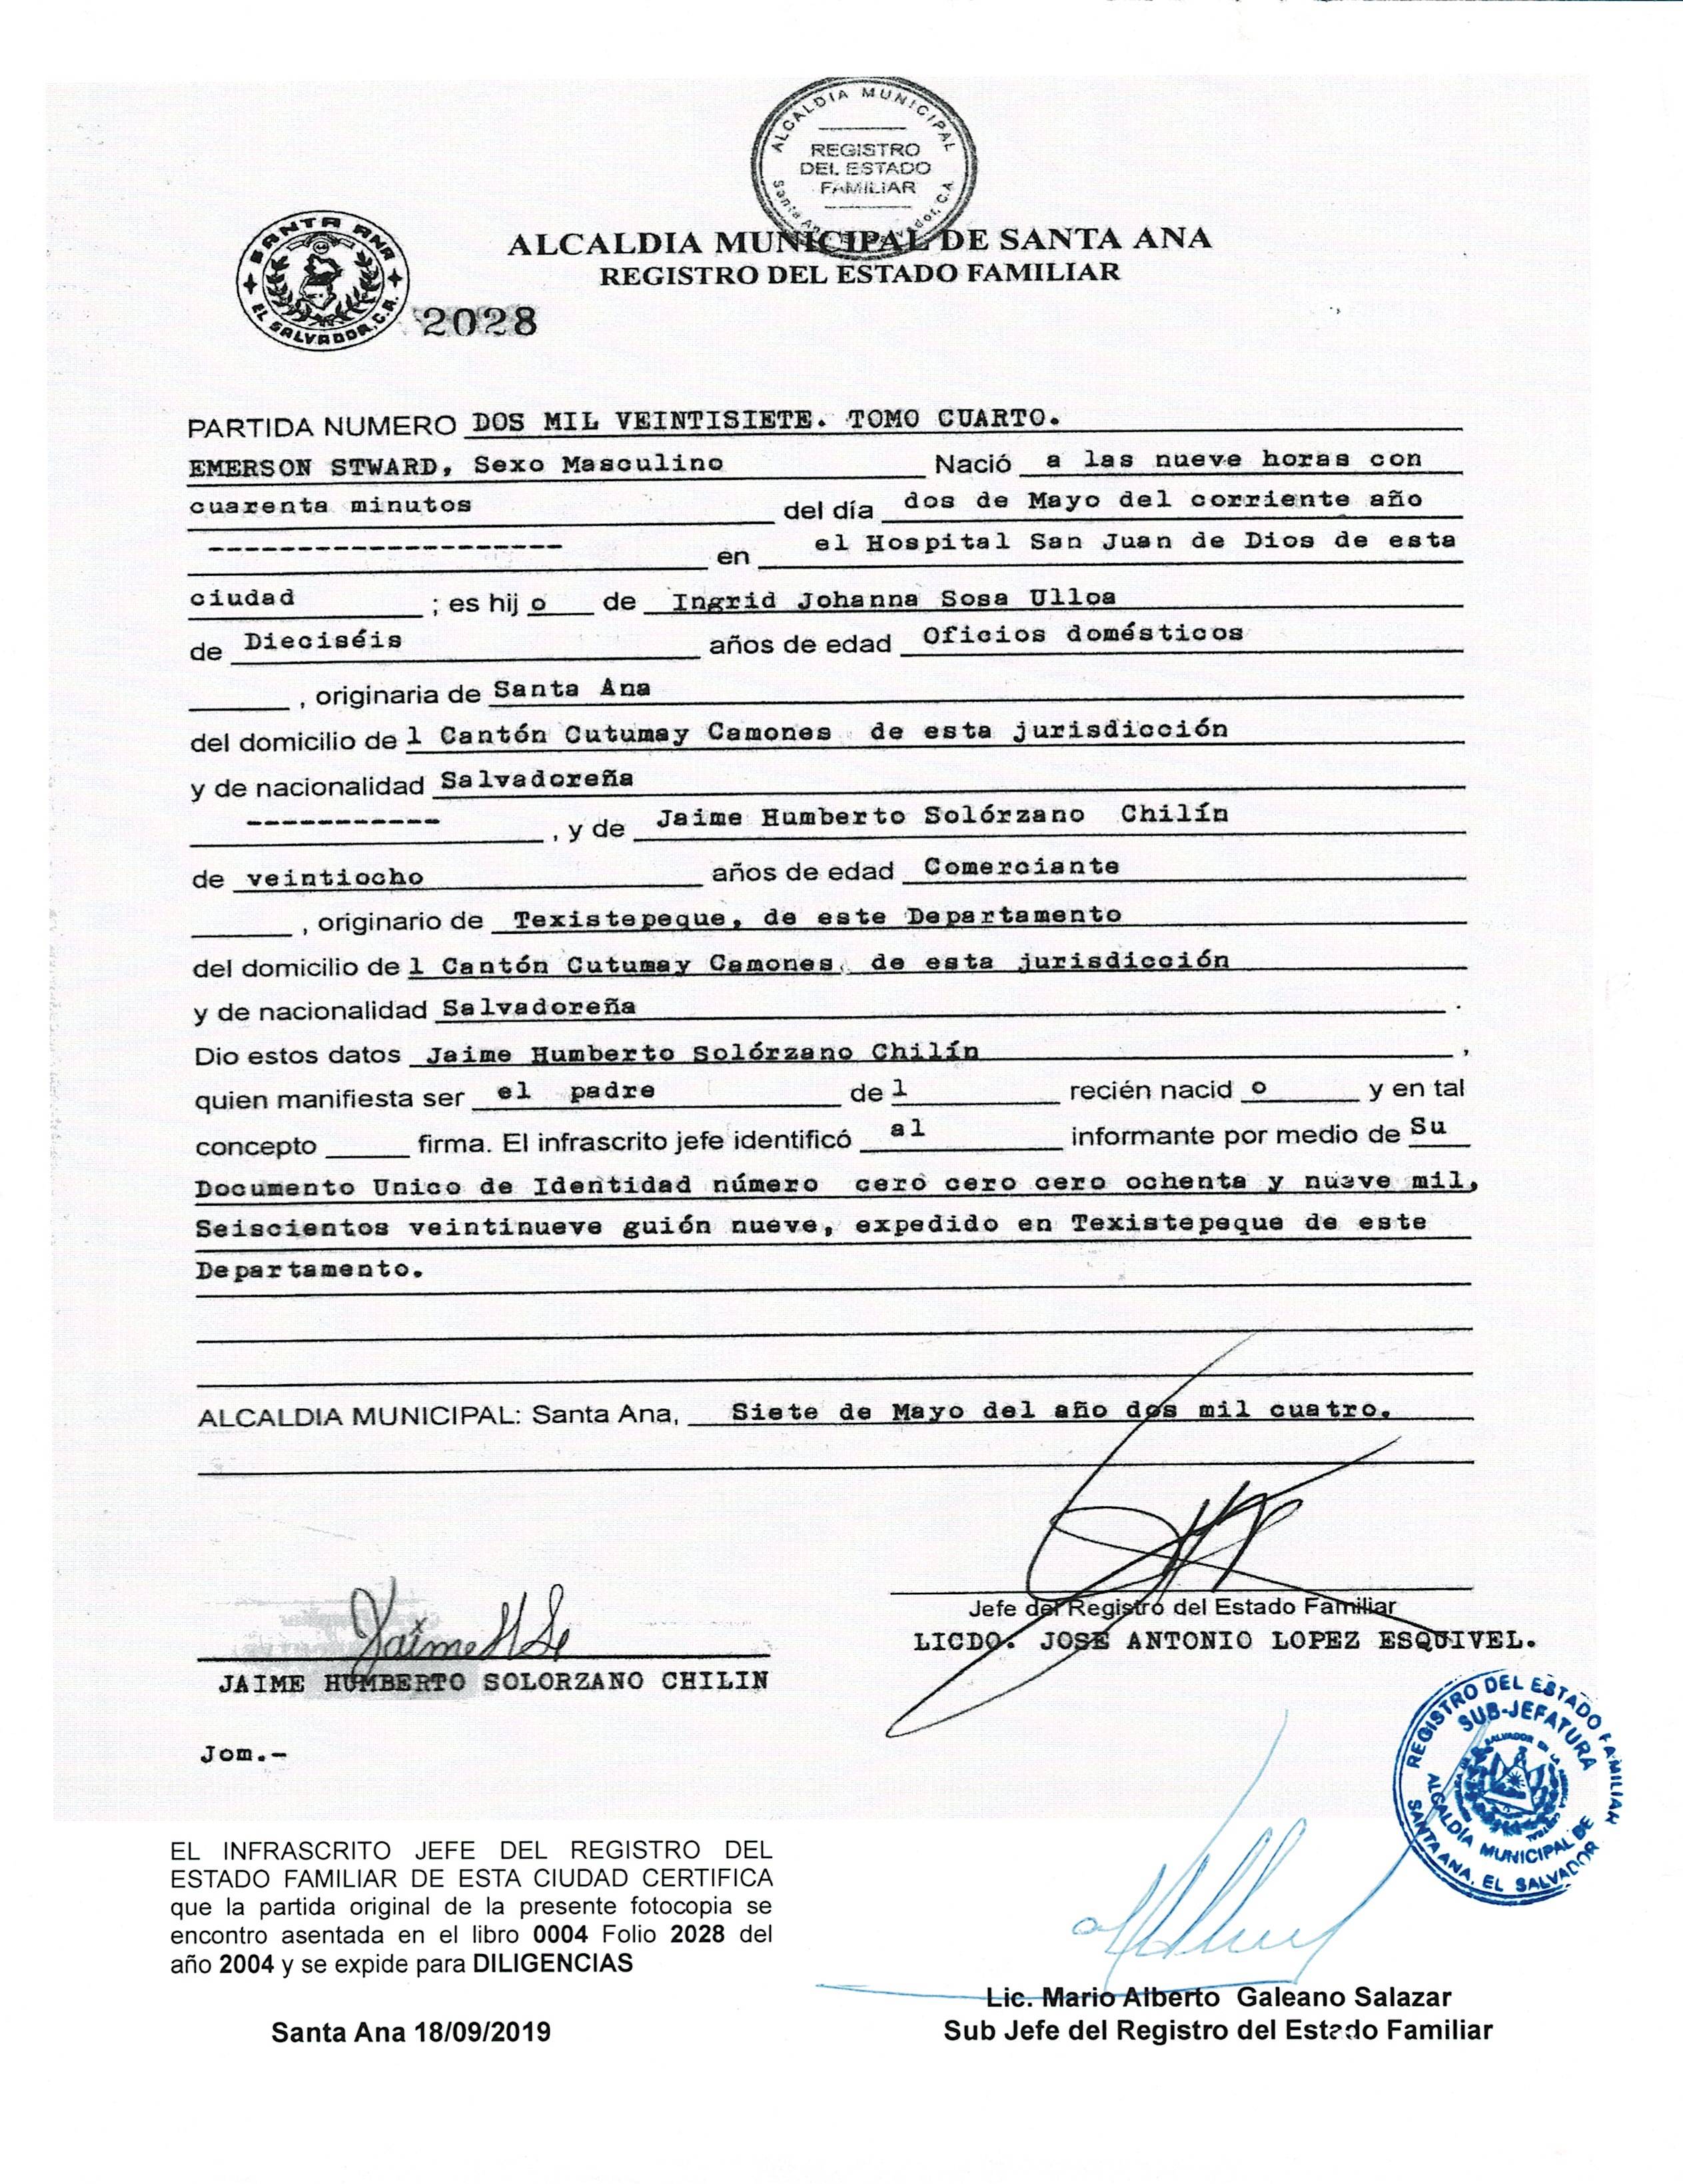 ALCALDIA MUNICIPAL
REGISTRO
DEL ESTADO
FAMILIAR
SANTA ANA
EL SALVADOR, C.A.
ALCALDIA MUNICIPAL DE SANTA ANA
REGISTRO DEL ESTADO FAMILIAR
2028
PARTIDA NUMERO DOS MIL VEINTISIETE. TOMO CUARTO.
EMERSON STWARD, Sexo Masculino Nació a las nueve horas con
cuarenta minutos del día dos de Mayo del corriente año
------------------- en el Hospital San Juan de Dios de esta
ciudad ; es hij o de Ingrid Johanna Sosa Ulloa
de Dieciséis años de edad Oficios domésticos
, originaria de Santa Ana
del domicilio de l Cantón Cutumay Camones de esta jurisdicción
y de nacionalidad Salvadoreña
----------- , y de Jaime Humberto Solórzano Chilín
de veintiocho años de edad Comerciante
, originario de Texistepeque, de este Departamento
del domicilio de l Cantón Cutumay Camones, de esta jurisdicción
y de nacionalidad Salvadoreña .
Dio estos datos Jaime Humberto Solórzano Chilín ,
quien manifiesta ser el padre de l recién nacid o y en tal
concepto firma. El infrascrito jefe identificó al informante por medio de Su
Documento Unico de Identidad número cero cero cero ochenta y nueve mil,
Seiscientos veintinueve guión nueve, expedido en Texistepeque de este
Departamento.
ALCALDIA MUNICIPAL: Santa Ana, Siete de Mayo del año dos mil cuatro.
Jefe del Registro del Estado Familiar
LICDO. JOSE ANTONIO LOPEZ ESQUIVEL.
JAIME HUMBERTO SOLORZANO CHILIN
Jom.-
REGISTRO DEL ESTADO FAMILIAR
SUB-JEFATURA
ALCALDÍA MUNICIPAL DE
SANTA ANA, EL SALVADOR
EL INFRASCRITO JEFE DEL REGISTRO DEL
ESTADO FAMILIAR DE ESTA CIUDAD CERTIFICA
que la partida original de la presente fotocopia se
encontro asentada en el libro 0004 Folio 2028 del
año 2004 y se expide para DILIGENCIAS
Santa Ana 18/09/2019
Lic. Mario Alberto Galeano Salazar
Sub Jefe del Registro del Estado Familiar